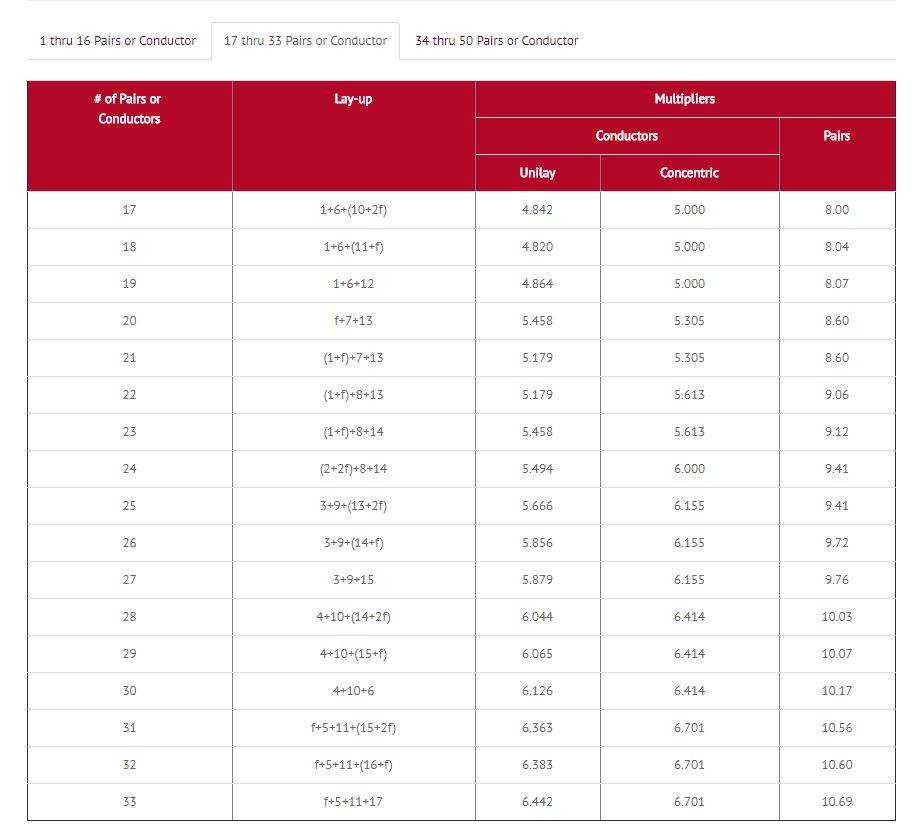 1 thru 16 Pairs or Conductor 17 thru 33 Pairs or Conductor 34 thru 50 Pairs or Conductor
# of Pairs or Conductors Lay-up Multipliers
Conductors Pairs
Unilay Concentric
17 1+6+(10+2f) 4.842 5.000 8.00
18 1+6+(11+f) 4.820 5.000 8.04
19 1+6+12 4.864 5.000 8.07
20 f+7+13 5.458 5.305 8.60
21 (1+f)+7+13 5.179 5.305 8.60
22 (1+f)+8+13 5.179 5.613 9.06
23 (1+f)+8+14 5.458 5.613 9.12
24 (2+2f)+8+14 5.494 6.000 9.41
25 3+9+(13+2f) 5.666 6.155 9.41
26 3+9+(14+f) 5.856 6.155 9.72
27 3+9+15 5.879 6.155 9.76
28 4+10+(14+2f) 6.044 6.414 10.03
29 4+10+(15+f) 6.065 6.414 10.07
30 4+10+6 6.126 6.414 10.17
31 f+5+11+(15+2f) 6.363 6.701 10.56
32 f+5+11+(16+f) 6.383 6.701 10.60
33 f+5+11+17 6.442 6.701 10.69